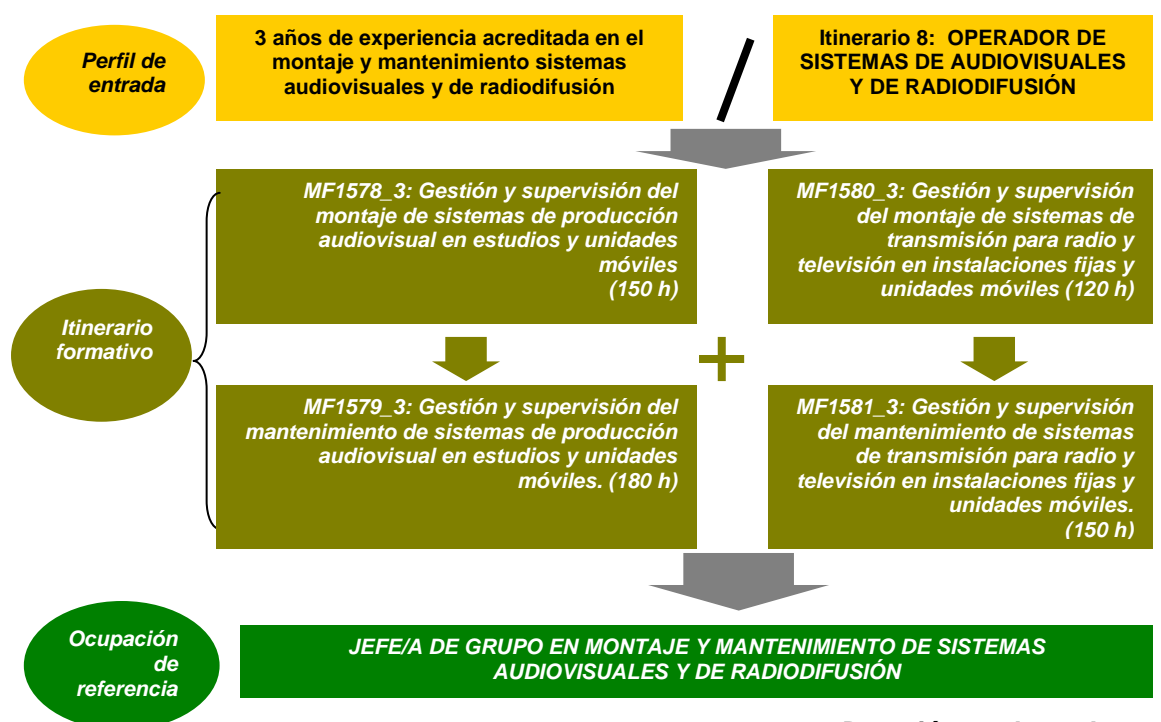 Perfil de
entrada
3 años de experiencia acreditada en el
montaje y mantenimiento sistemas
audiovisuales y de radiodifusión
/
Itinerario 8: OPERADOR DE
SISTEMAS DE AUDIOVISUALES
Y DE RADIODIFUSIÓN
Itinerario
formativo
MF1578_3: Gestión y supervisión del
montaje de sistemas de producción
audiovisual en estudios y unidades
móviles
(150 h)
+
MF1580_3: Gestión y supervisión
del montaje de sistemas de
transmisión para radio y
televisión en instalaciones fijas y
unidades móviles (120 h)
MF1579_3: Gestión y supervisión del
mantenimiento de sistemas de producción
audiovisual en estudios y unidades
móviles. (180 h)
MF1581_3: Gestión y supervisión
del mantenimiento de sistemas
de transmisión para radio y
televisión en instalaciones fijas y
unidades móviles.
(150 h)
Ocupación
de
referencia
JEFE/A DE GRUPO EN MONTAJE Y MANTENIMIENTO DE SISTEMAS
AUDIOVISUALES Y DE RADIODIFUSIÓN